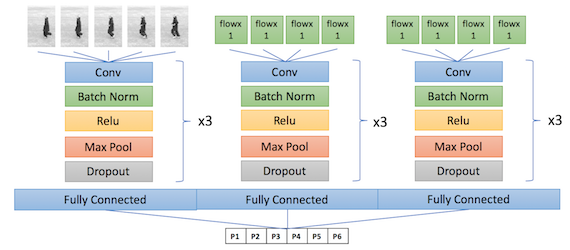 flowx 1 flowx 1 flowx 1 flowx 1
flowx 1 flowx 1 flowx 1 flowx 1
Conv
Batch Norm
Relu
Max Pool
Dropout
x3
Conv
Batch Norm
Relu
Max Pool
Dropout
x3
Conv
Batch Norm
Relu
Max Pool
Dropout
x3
Fully Connected Fully Connected Fully Connected
P1 P2 P3 P4 P5 P6